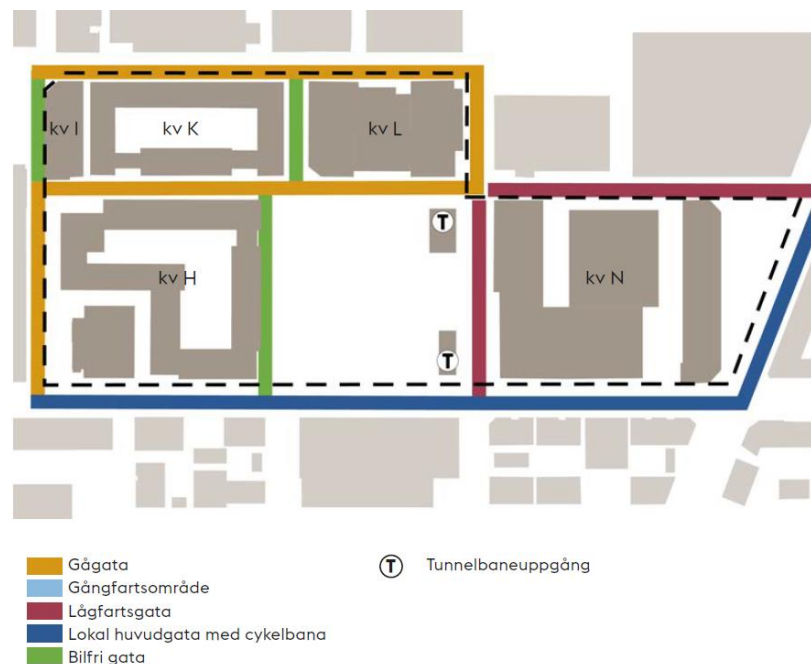 kv I
kv K
kv L
T
kv H
kv N
T
Gågata
T Tunnelbaneuppgång
Gångfartsområde
Lågfartsgata
Lokal huvudgata med cykelbana
Bilfri gata